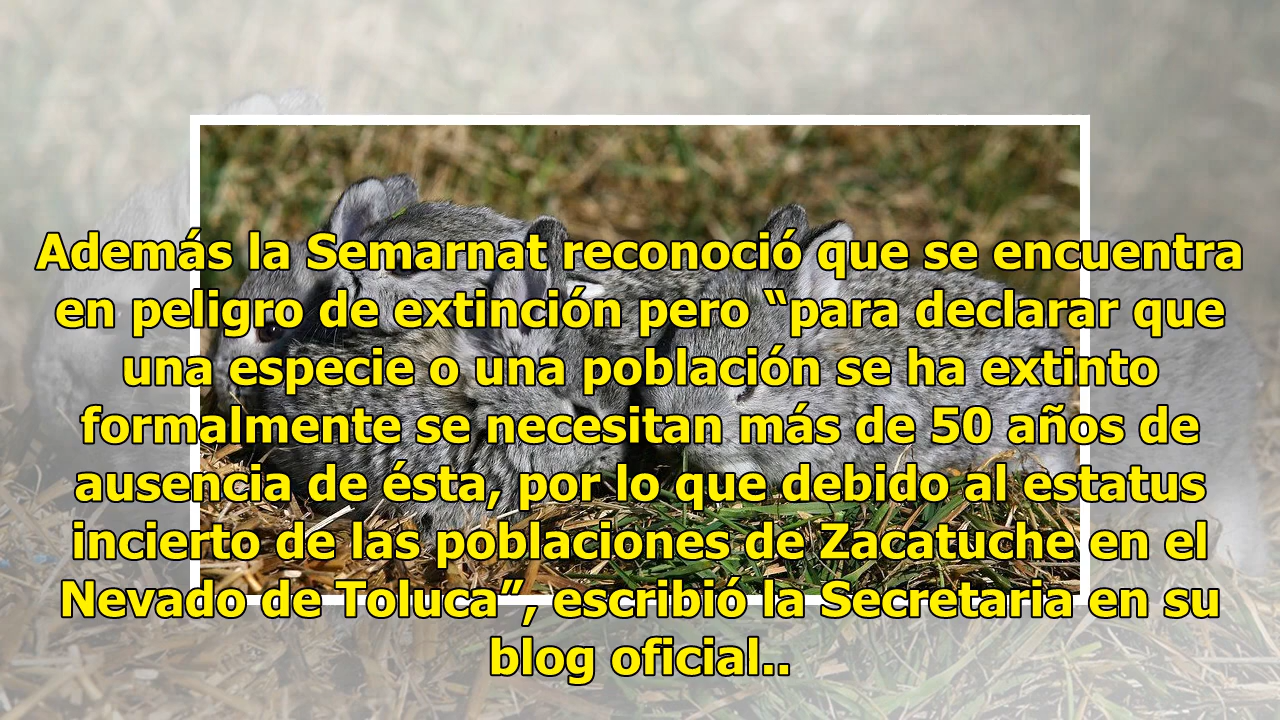 Además la Semarnat reconoció que se encuentra
en peligro de extinción pero “para declarar que
una especie o una población se ha extinto
formalmente se necesitan más de 50 años de
ausencia de ésta, por lo que debido al estatus
incierto de las poblaciones de Zacatuche en el
Nevado de Toluca”, escribió la Secretaria en su
blog oficial..